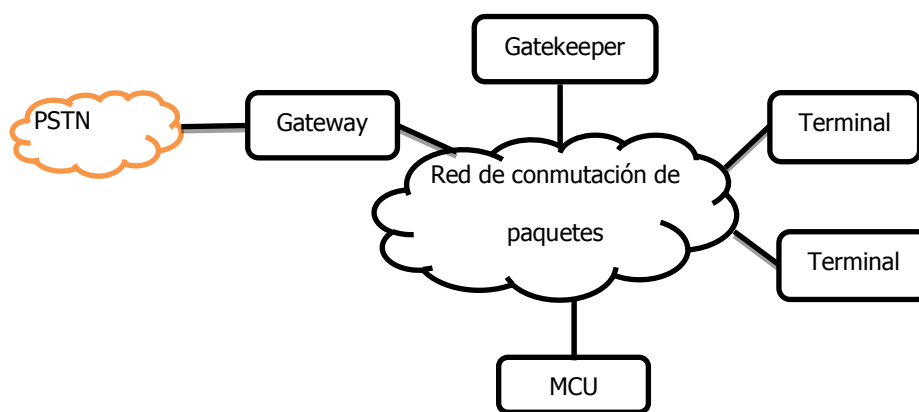 Gatekeeper
PSTN
Gateway
Terminal
Red de conmutación de
paquetes
Terminal
MCU